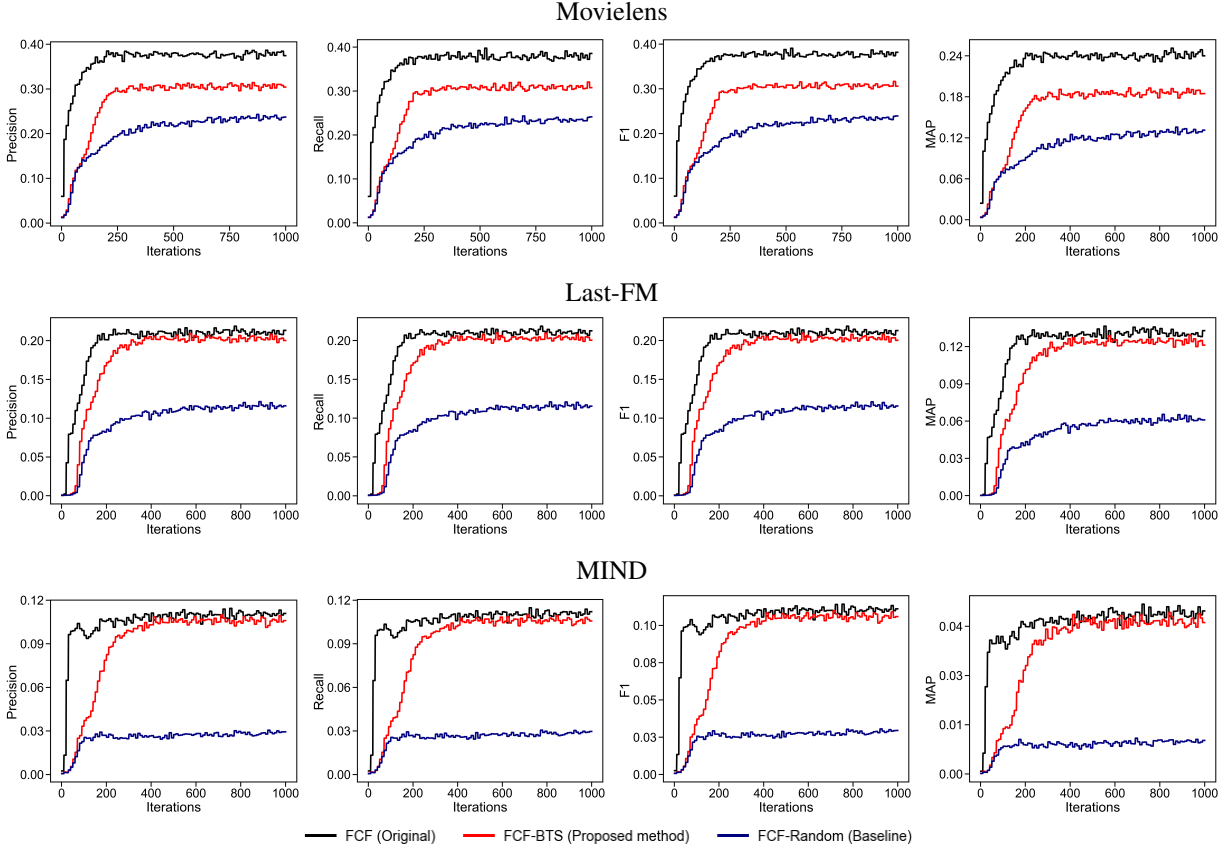 Movielens
0.40
0.30
0.20
0.10
0.00
Precision
0 250 500 750 1000
Iterations
0.40
0.30
0.20
0.10
0.00
Recall
0 250 500 750 1000
Iterations
0.40
0.30
0.20
0.10
0.00
F1
0 250 500 750 1000
Iterations
0.24
0.18
0.12
0.06
0.00
MAP
0 200 400 600 800 1000
Iterations
Last-FM
0.20
0.15
0.10
0.05
0.00
Precision
0 200 400 600 800 1000
Iterations
0.20
0.15
0.10
0.05
0.00
Recall
0 200 400 600 800 1000
Iterations
0.20
0.15
0.10
0.05
0.00
F1
0 200 400 600 800 1000
Iterations
0.12
0.09
0.06
0.03
0.00
MAP
0 200 400 600 800 1000
Iterations
MIND
0.12
0.09
0.06
0.03
0.00
Precision
0 200 400 600 800 1000
Iterations
0.12
0.09
0.06
0.03
0.00
Recall
0 200 400 600 800 1000
Iterations
0.10
0.08
0.05
0.03
0.00
F1
0 200 400 600 800 1000
Iterations
0.04
0.03
0.01
0.00
MAP
0 200 400 600 800 1000
Iterations
FCF (Original) FCF-BTS (Proposed method) FCF-Random (Baseline)